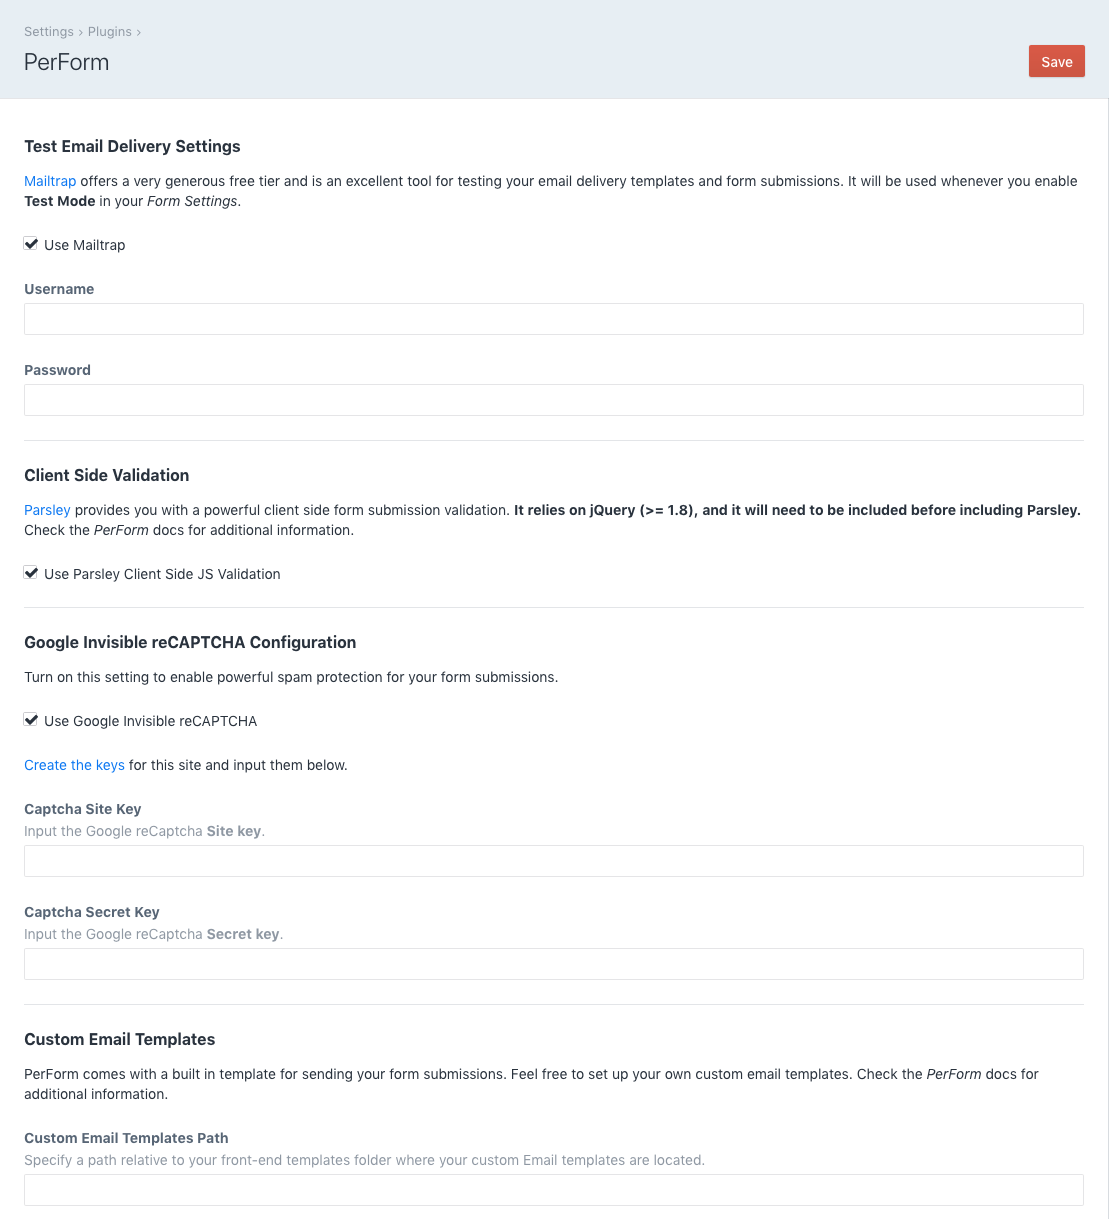 Settings › Plugins ›
PerForm
Save
Test Email Delivery Settings
Mailtrap offers a very generous free tier and is an excellent tool for testing your email delivery templates and form submissions. It will be used whenever you enable
Test Mode in your Form Settings.
Use Mailtrap
Username
Password
Client Side Validation
Parsley provides you with a powerful client side form submission validation. It relies on jQuery (>= 1.8), and it will need to be included before including Parsley.
Check the PerForm docs for additional information.
Use Parsley Client Side JS Validation
Google Invisible reCAPTCHA Configuration
Turn on this setting to enable powerful spam protection for your form submissions.
Use Google Invisible reCAPTCHA
Create the keys for this site and input them below.
Captcha Site Key
Input the Google reCaptcha Site key.
Captcha Secret Key
Input the Google reCaptcha Secret key.
Custom Email Templates
PerForm comes with a built in template for sending your form submissions. Feel free to set up your own custom email templates. Check the PerForm docs for
additional information.
Custom Email Templates Path
Specify a path relative to your front-end templates folder where your custom Email templates are located.